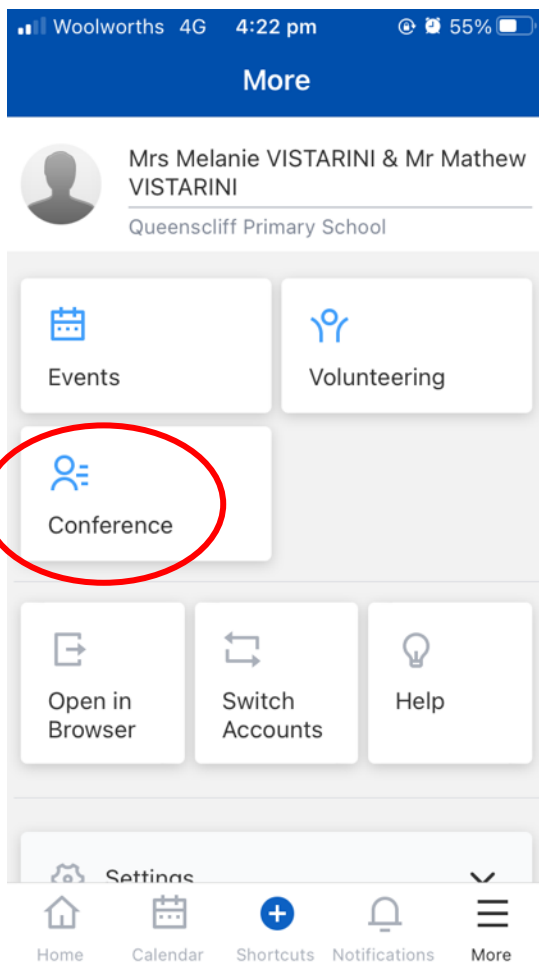 Woolworths 4G 4:22 pm 55%
More
Mrs Melanie VISTARINI & Mr Mathew
VISTARINI
Queenscliff Primary School
Events
Volunteering
Conference
Open in
Browser
Switch
Accounts
Help
Settings
Home Calendar Shortcuts Notifications More